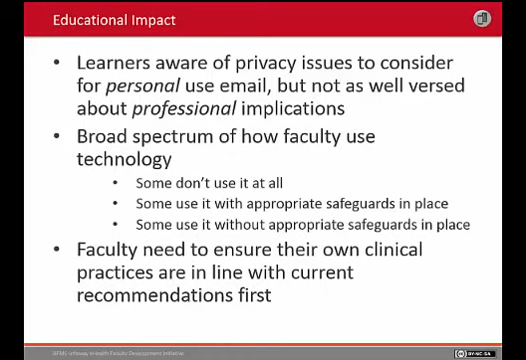 Educational Impact
• Learners aware of privacy issues to consider
for personal use email, but not as well versed
about professional implications
• Broad spectrum of how faculty use
technology
• Some don't use it at all
• Some use it with appropriate safeguards in place
• Some use it without appropriate safeguards in place
• Faculty need to ensure their own clinical
practices are in line with current
recommendations first
Faculty Development Initiative
BY-NC-SA